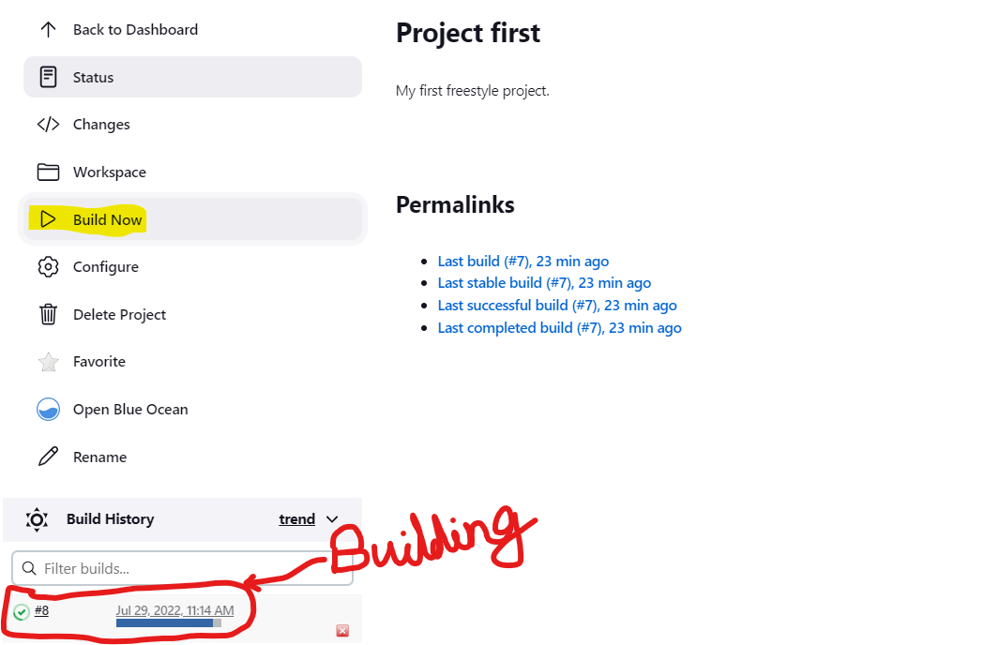 Back to Dashboard
Status
Changes
Workspace
Build Now
Configure
Delete Project
Favorite
Open Blue Ocean
Rename
Build History
trend
Filter builds...
#8
Jul 29, 2022, 11:14 AM
Building
Project first
My first freestyle project.
Permalinks
Last build (#7), 23 min ago
Last stable build (#7), 23 min ago
Last successful build (#7), 23 min ago
Last completed build (#7), 23 min ago